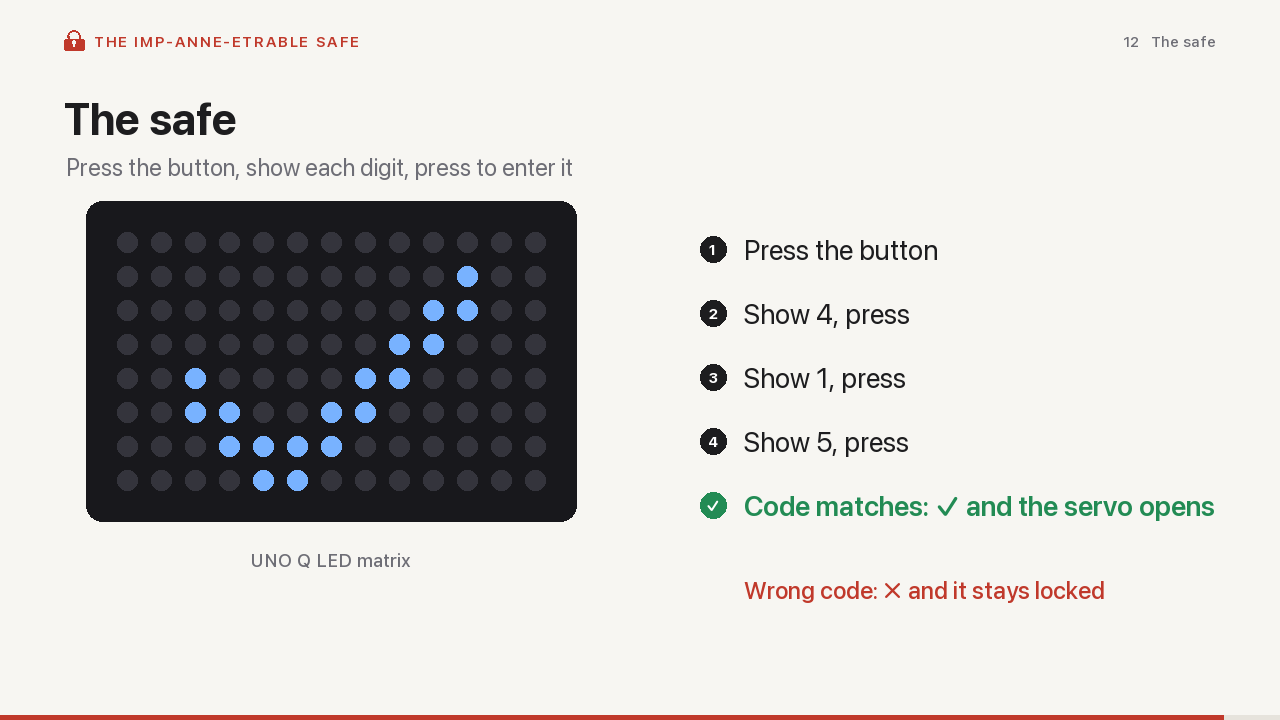 THE IMP-ANNE-ETRABLE SAFE
12 The safe
The safe
Press the button, show each digit, press to enter it
1 Press the button
2 Show 4, press
3 Show 1, press
4 Show 5, press
✓ Code matches: ✓ and the servo opens
UNO Q LED matrix
Wrong code: ✕ and it stays locked